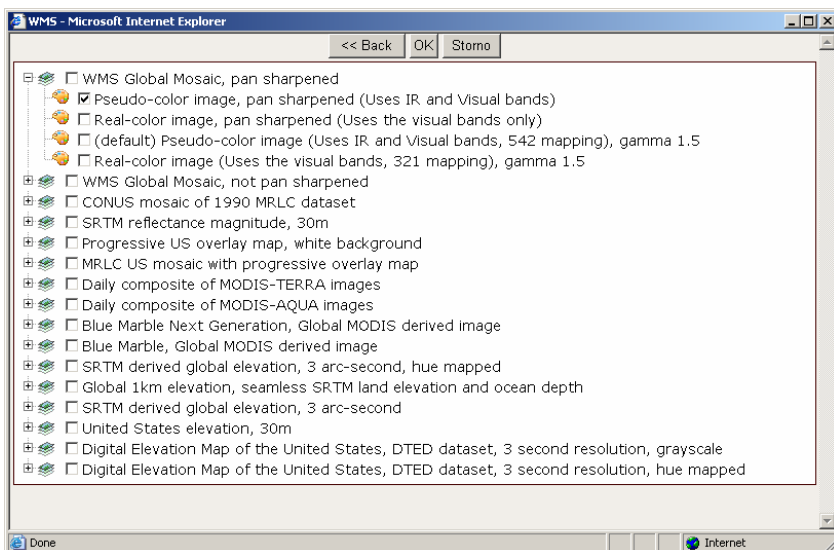 WMS - Microsoft Internet Explorer
<< Back OK Storno
WMS Global Mosaic, pan sharpened
Pseudo-color image, pan sharpened (Uses IR and Visual bands)
Real-color image, pan sharpened (Uses the visual bands only)
(default) Pseudo-color image (Uses IR and Visual bands, 542 mapping), gamma 1.5
Real-color image (Uses the visual bands, 321 mapping), gamma 1.5
WMS Global Mosaic, not pan sharpened
CONUS mosaic of 1990 MRLC dataset
SRTM reflectance magnitude, 30m
Progressive US overlay map, white background
MRLC US mosaic with progressive overlay map
Daily composite of MODIS-TERRA images
Daily composite of MODIS-AQUA images
Blue Marble Next Generation, Global MODIS derived image
Blue Marble, Global MODIS derived image
SRTM derived global elevation, 3 arc-second, hue mapped
Global 1km elevation, seamless SRTM land elevation and ocean depth
SRTM derived global elevation, 3 arc-second
United States elevation, 30m
Digital Elevation Map of the United States, DTED dataset, 3 second resolution, grayscale
Digital Elevation Map of the United States, DTED dataset, 3 second resolution, hue mapped
Done Internet